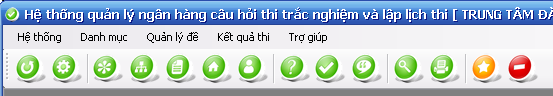 Hệ thống quản lý ngân hàng câu hỏi thi trắc nghiệm và lập lịch thi [ TRUNG TÂM
Hệ thống Danh mục Quản lý đề Kết quả thi Trợ giúp